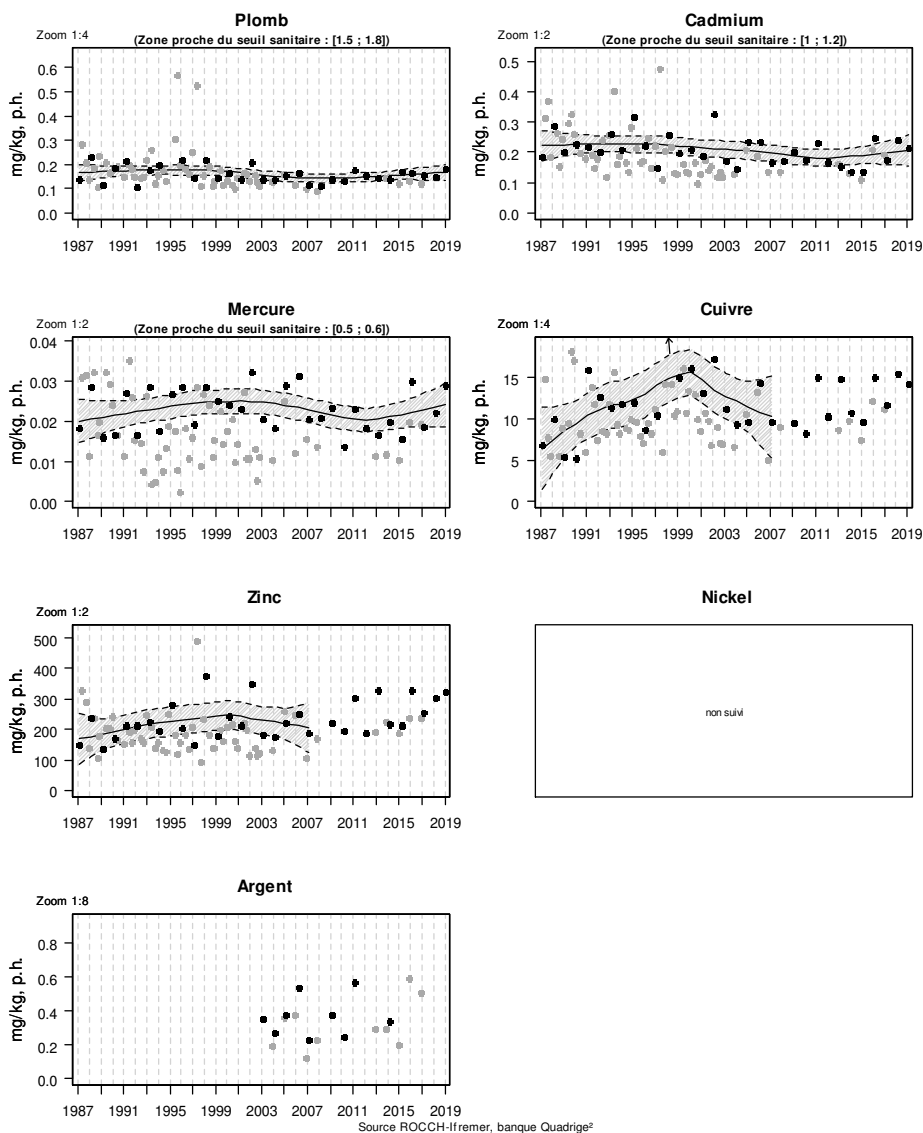 Plomb
Zoom 1:4
(Zone proche du seuil sanitaire : [1.5 ; 1.8])
mg/kg, p.h.
0.6
0.5
0.4
0.3
0.2
0.1
0.0
1987 1991 1995 1999 2003 2007 2011 2015 2019
Cadmium
Zoom 1:2
(Zone proche du seuil sanitaire : [1 ; 1.2])
mg/kg, p.h.
0.5
0.4
0.3
0.2
0.1
0.0
1987 1991 1995 1999 2003 2007 2011 2015 2019
Mercure
Zoom 1:2
(Zone proche du seuil sanitaire : [0.5 ; 0.6])
mg/kg, p.h.
0.04
0.03
0.02
0.01
0.00
1987 1991 1995 1999 2003 2007 2011 2015 2019
Cuivre
Zoom 1:4
mg/kg, p.h.
15
10
5
0
1987 1991 1995 1999 2003 2007 2011 2015 2019
Zinc
Zoom 1:2
mg/kg, p.h.
500
400
300
200
100
0
1987 1991 1995 1999 2003 2007 2011 2015 2019
Nickel
non suivi
Argent
Zoom 1:8
mg/kg, p.h.
0.8
0.6
0.4
0.2
0.0
1987 1991 1995 1999 2003 2007 2011 2015 2019
Source ROCCH-Ifremer, banque Quadrige²